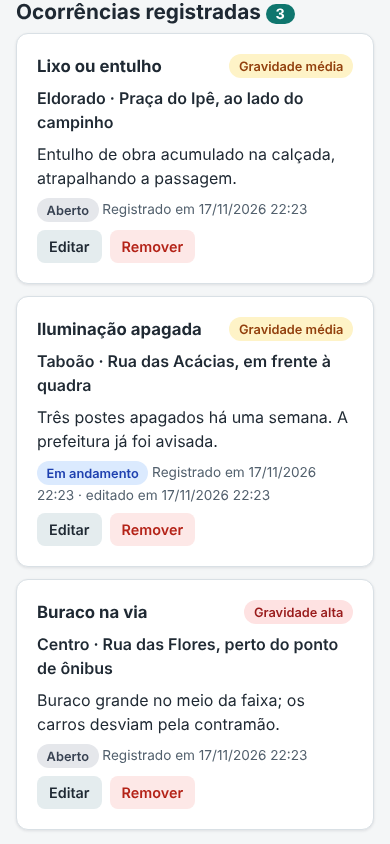 Ocorrências registradas 3
Lixo ou entulho
Gravidade média
Eldorado · Praça do Ipê, ao lado do
campinho
Entulho de obra acumulado na calçada,
atrapalhando a passagem.
Aberto Registrado em 17/11/2026 22:23
Editar Remover
Iluminação apagada
Gravidade média
Taboão · Rua das Acácias, em frente à
quadra
Três postes apagados há uma semana. A
prefeitura já foi avisada.
Em andamento Registrado em 17/11/2026
22:23 · editado em 17/11/2026 22:23
Editar Remover
Buraco na via
Gravidade alta
Centro · Rua das Flores, perto do ponto
de ônibus
Buraco grande no meio da faixa; os
carros desviam pela contramão.
Aberto Registrado em 17/11/2026 22:23
Editar Remover